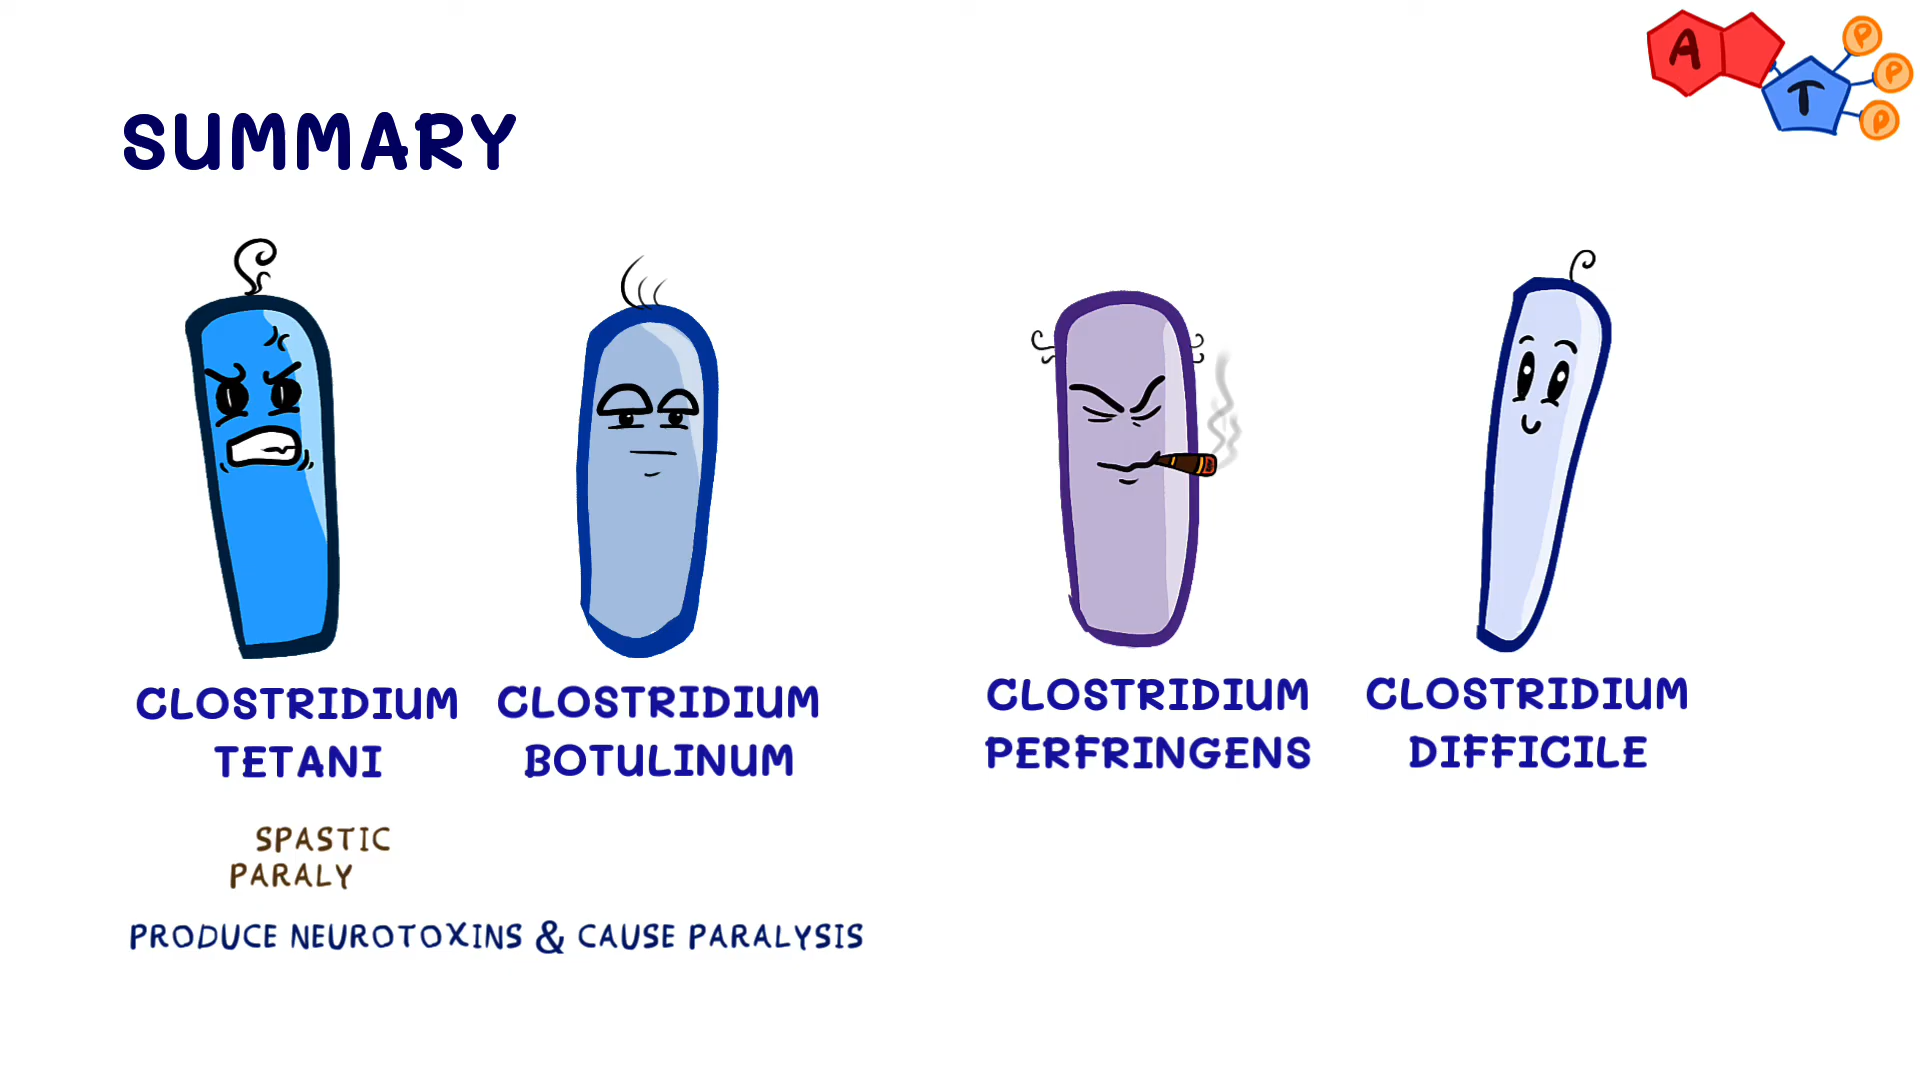 A
T
P
P
P
SUMMARY
CLOSTRIDIUM
TETANI
CLOSTRIDIUM
BOTULINUM
CLOSTRIDIUM
PERFRINGENS
CLOSTRIDIUM
DIFFICILE
SPASTIC
PARALY
PRODUCE NEUROTOXINS & CAUSE PARALYSIS